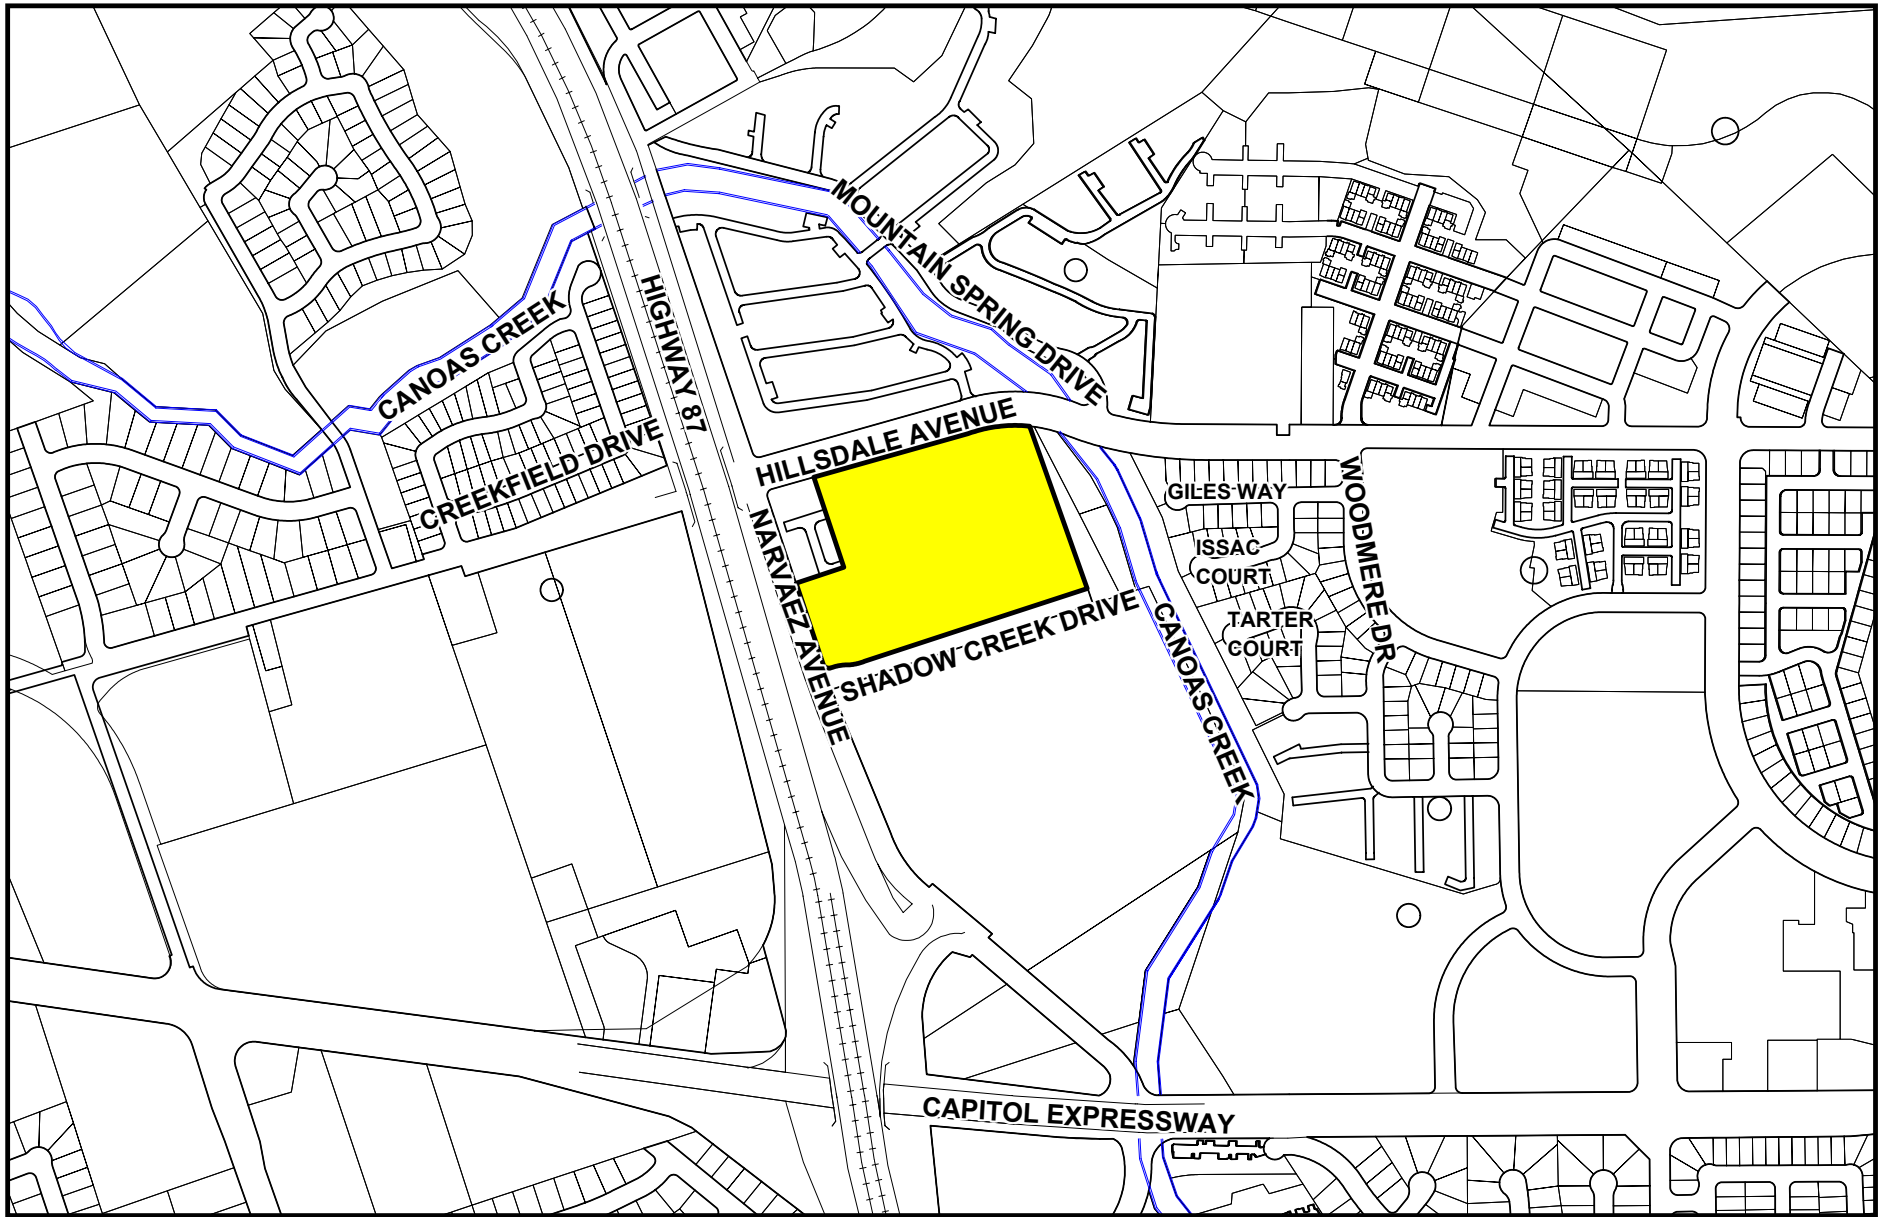 MOUNTAIN SPRING DRIVE
HIGHWAY 87
CANOAS CREEK
CREEKFIELD DRIVE
HILLSDALE AVENUE
NARVAEZ AVENUE
SHADOW CREEK DRIVE
GILES WAY
ISSAC
COURT
WOODMERE DR
TARTER
COURT
CANOAS CREEK
CAPITOL EXPRESSWAY